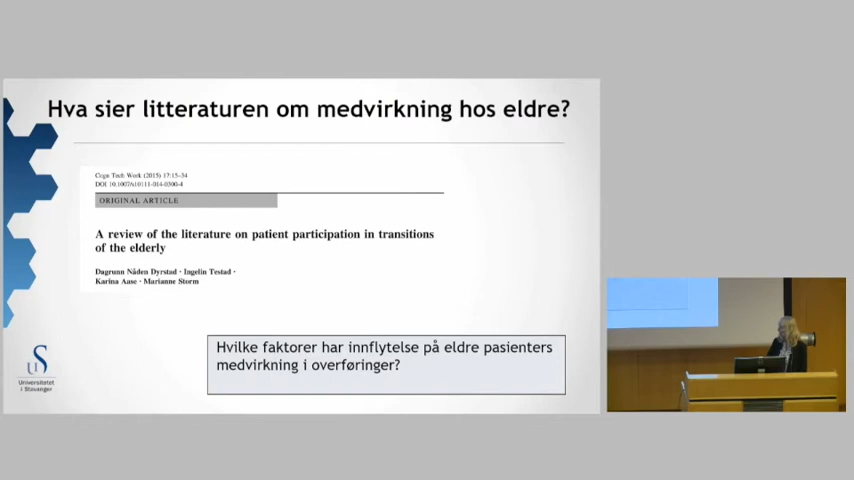 Hva sier litteraturen om medvirkning hos eldre?
Cogn Tech Work (2015) 17:15–34
DOI 10.1007/s10111-014-0300-4
ORIGINAL ARTICLE
A review of the literature on patient participation in transitions
of the elderly
Dagrunn Nåden Dyrstad · Ingelin Testad ·
Karina Aase · Marianne Storm
Hvilke faktorer har innflytelse på eldre pasienters
medvirkning i overføringer?
Universitetet
i Stavanger